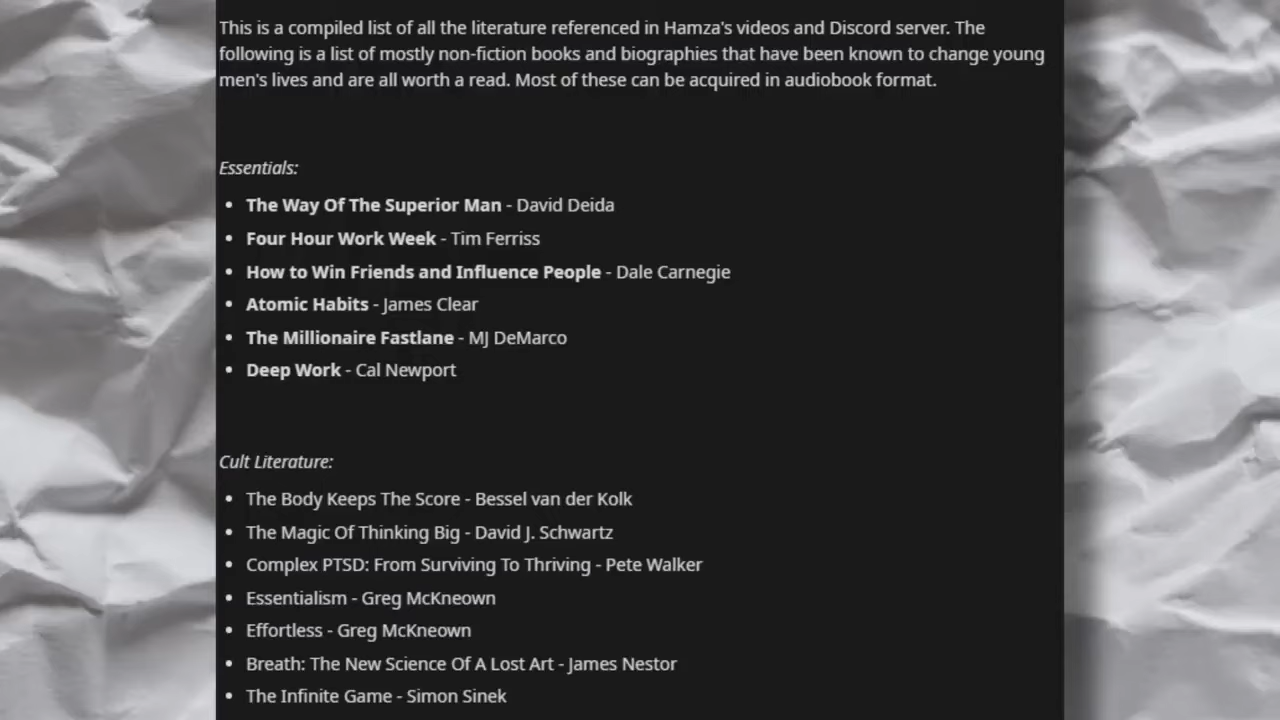 This is a compiled list of all the literature referenced in Hamza's videos and Discord server. The
following is a list of mostly non-fiction books and biographies that have been known to change young
men's lives and are all worth a read. Most of these can be acquired in audiobook format.
Essentials:
• The Way Of The Superior Man - David Deida
• Four Hour Work Week - Tim Ferriss
• How to Win Friends and Influence People - Dale Carnegie
• Atomic Habits - James Clear
• The Millionaire Fastlane - MJ DeMarco
• Deep Work - Cal Newport
Cult Literature:
• The Body Keeps The Score - Bessel van der Kolk
• The Magic Of Thinking Big - David J. Schwartz
• Complex PTSD: From Surviving To Thriving - Pete Walker
• Essentialism - Greg McKneown
• Effortless - Greg McKneown
• Breath: The New Science Of A Lost Art - James Nestor
• The Infinite Game - Simon Sinek